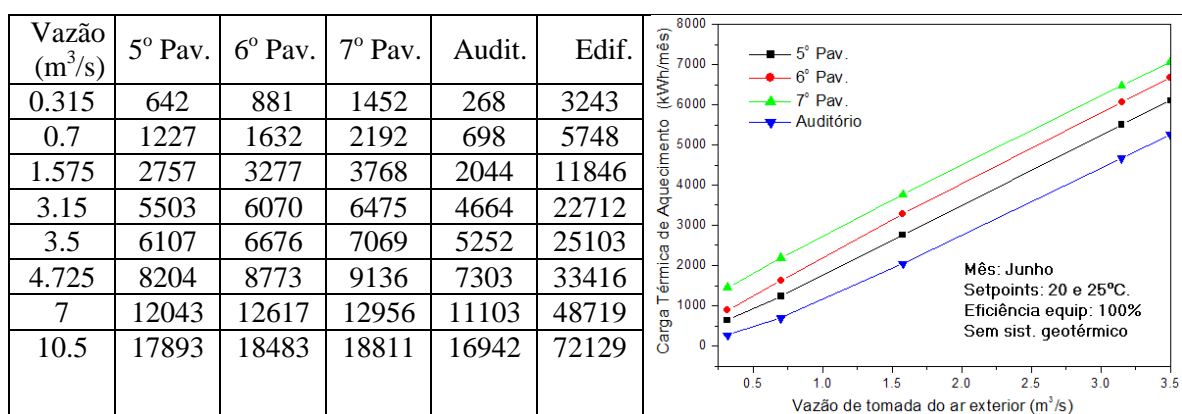 Vazão (m³/s) 5º Pav. 6º Pav. 7º Pav. Audit. Edif.
0.315 642 881 1452 268 3243
0.7 1227 1632 2192 698 5748
1.575 2757 3277 3768 2044 11846
3.15 5503 6070 6475 4664 22712
3.5 6107 6676 7069 5252 25103
4.725 8204 8773 9136 7303 33416
7 12043 12617 12956 11103 48719
10.5 17893 18483 18811 16942 72129
Carga Térmica de Aquecimento (kWh/mês)
8000
7000
6000
5000
4000
3000
2000
1000
0
5º Pav.
6º Pav.
7º Pav.
Auditório
Mês: Junho
Setpoints: 20 e 25ºC.
Eficiência equip: 100%
Sem sist. geotérmico
0.5 1.0 1.5 2.0 2.5 3.0 3.5
Vazão de tomada do ar exterior (m³/s)